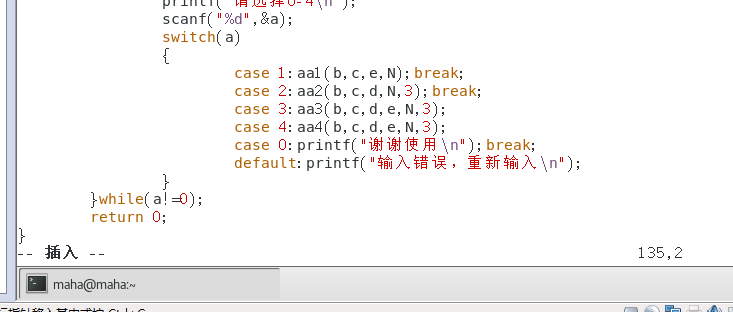 printf("请选择0-4\n");
scanf("%d",&a);
switch(a)
{
case 1:aa1(b,c,e,N);break;
case 2:aa2(b,c,d,N,3);break;
case 3:aa3(b,c,d,e,N,3);
case 4:aa4(b,c,d,e,N,3);
case 0:printf("谢谢使用\n");break;
default:printf("输入错误，重新输入\n");
}
}while(a!=0);
return 0;
}
-- 插入 -- 135,2
maha@maha:~